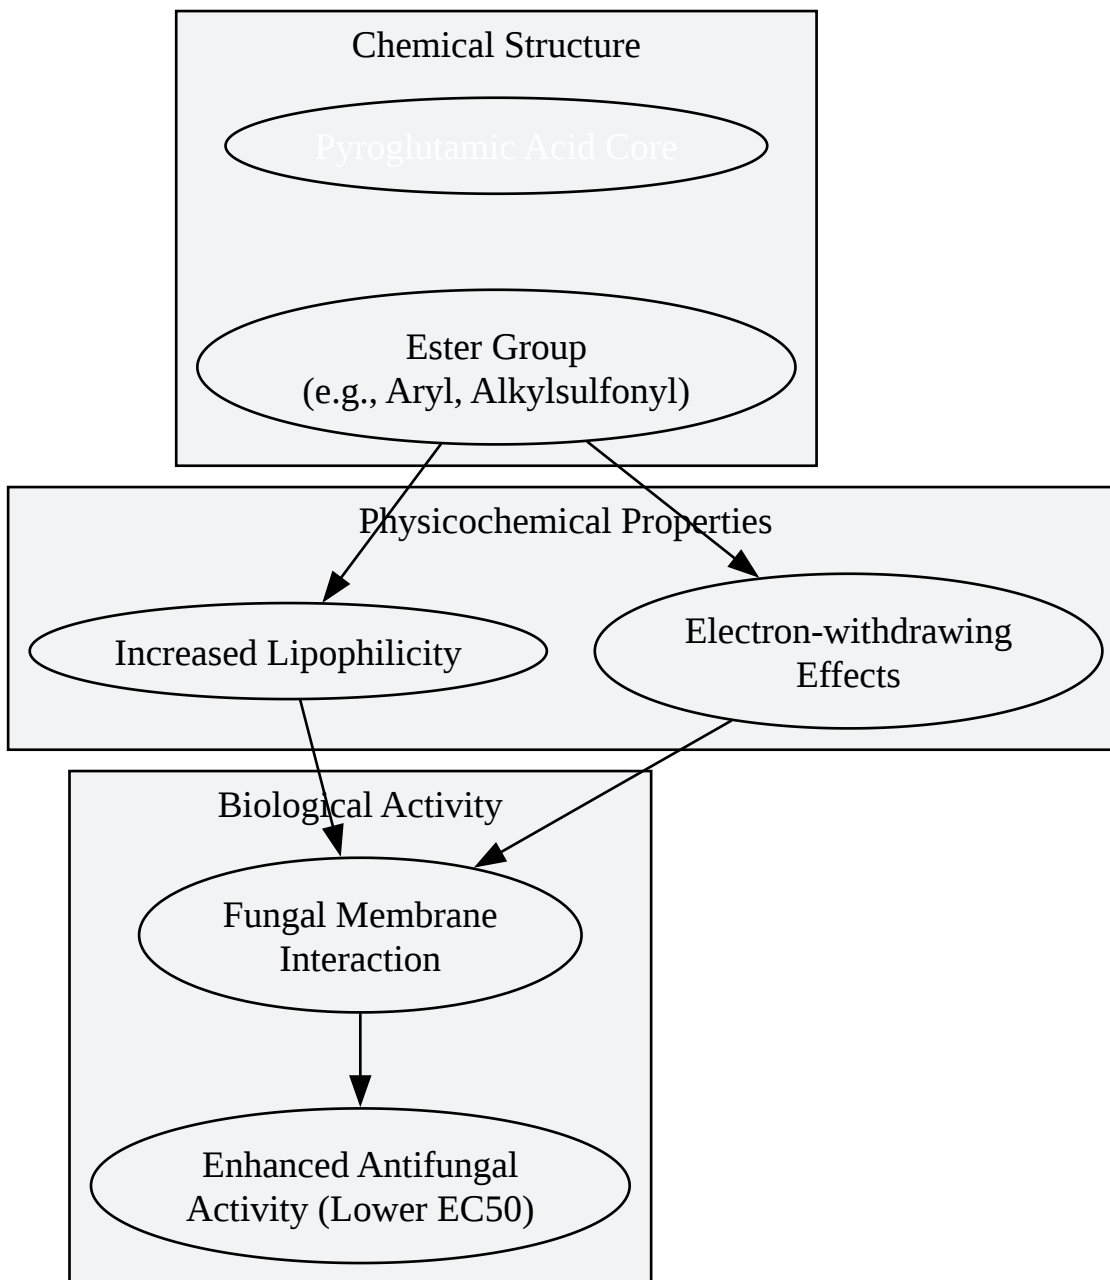 Chemical Structure
Pyroglutamic Acid Core
Ester Group
(e.g., Aryl, Alkylsulfonyl)
Physicochemical Properties
Increased Lipophilicity
Electron-withdrawing
Effects
Biological Activity
Fungal Membrane
Interaction
Enhanced Antifungal
Activity (Lower EC50)